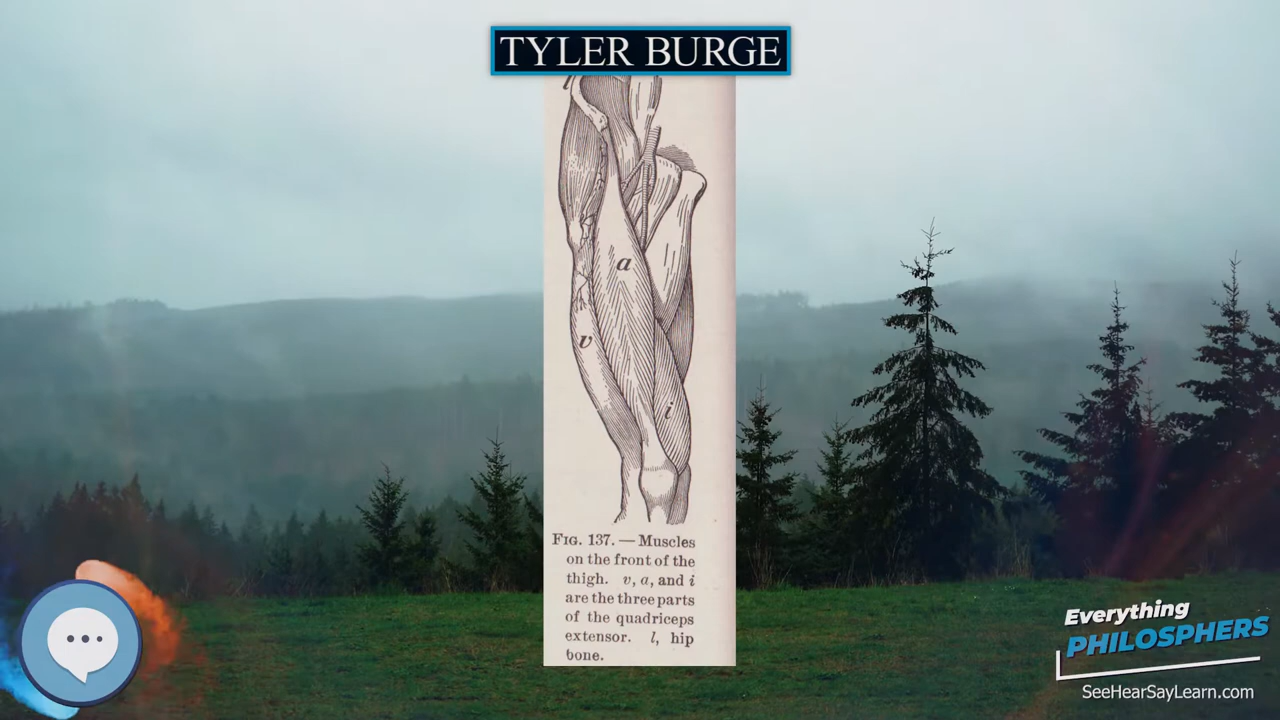 TYLER BURGE
a
v
i
FIG. 137. — Muscles
on the front of the
thigh. v, a, and i
are the three parts
of the quadriceps
extensor. l, hip
bone.
Everything
PHILOSPHERS
SeeHearSayLearn.com